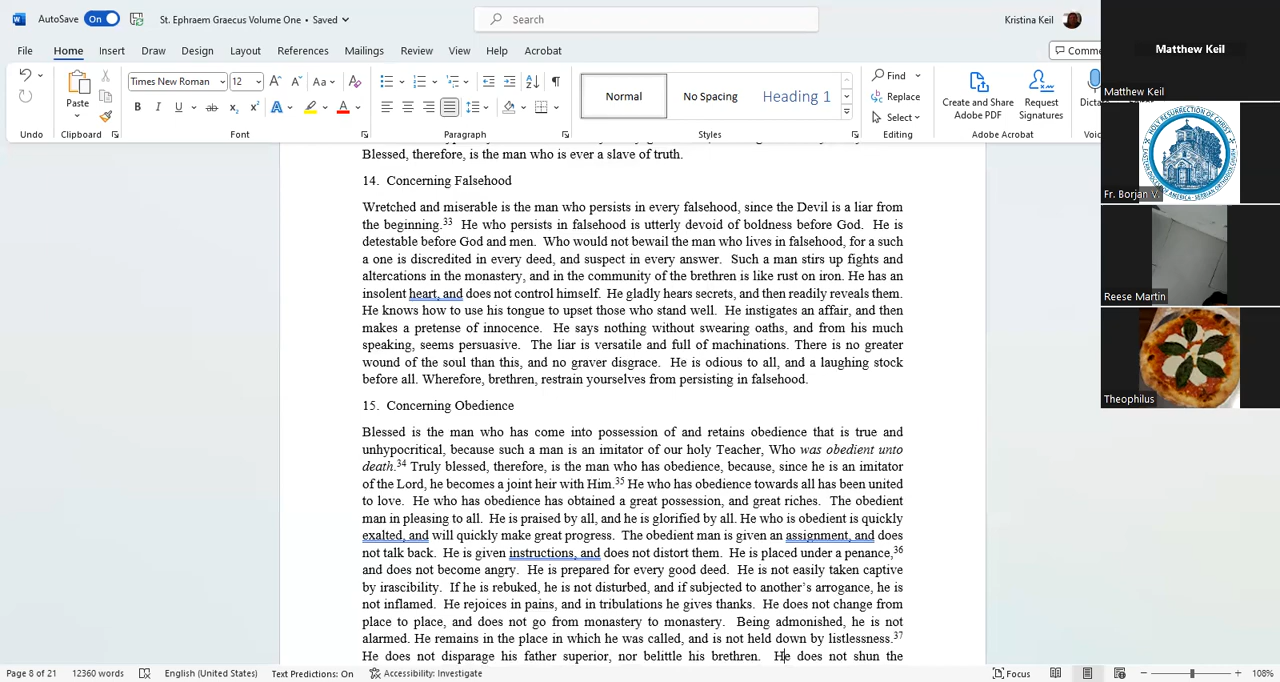 AutoSave On St. Ephraem Graecus Volume One • Saved Search Kristina Keil
File Home Insert Draw Design Layout References Mailings Review View Help Acrobat Comme
Times New Roman 12 Aa Find
Paste B I U ab x₂ x² A A Normal No Spacing Heading 1 Replace Create and Share Adobe PDF Request Signatures Dicta
Select
Undo Clipboard Font Paragraph Styles Editing Adobe Acrobat Voi
Matthew Keil
Matthew Keil
HOLY RESURRECTION OF CHRIST
Fr. Borjan V.
Reese Martin
Theophilus
Blessed, therefore, is the man who is ever a slave of truth.
14. Concerning Falsehood
Wretched and miserable is the man who persists in every falsehood, since the Devil is a liar from
the beginning.33 He who persists in falsehood is utterly devoid of boldness before God. He is
detestable before God and men. Who would not bewail the man who lives in falsehood, for a such
a one is discredited in every deed, and suspect in every answer. Such a man stirs up fights and
altercations in the monastery, and in the community of the brethren is like rust on iron. He has an
insolent heart, and does not control himself. He gladly hears secrets, and then readily reveals them.
He knows how to use his tongue to upset those who stand well. He instigates an affair, and then
makes a pretense of innocence. He says nothing without swearing oaths, and from his much
speaking, seems persuasive. The liar is versatile and full of machinations. There is no greater
wound of the soul than this, and no graver disgrace. He is odious to all, and a laughing stock
before all. Wherefore, brethren, restrain yourselves from persisting in falsehood.
15. Concerning Obedience
Blessed is the man who has come into possession of and retains obedience that is true and
unhypocritical, because such a man is an imitator of our holy Teacher, Who was obedient unto
death.34 Truly blessed, therefore, is the man who has obedience, because, since he is an imitator
of the Lord, he becomes a joint heir with Him.35 He who has obedience towards all has been united
to love. He who has obedience has obtained a great possession, and great riches. The obedient
man in pleasing to all. He is praised by all, and he is glorified by all. He who is obedient is quickly
exalted, and will quickly make great progress. The obedient man is given an assignment, and does
not talk back. He is given instructions, and does not distort them. He is placed under a penance,36
and does not become angry. He is prepared for every good deed. He is not easily taken captive
by irascibility. If he is rebuked, he is not disturbed, and if subjected to another's arrogance, he is
not inflamed. He rejoices in pains, and in tribulations he gives thanks. He does not change from
place to place, and does not go from monastery to monastery. Being admonished, he is not
alarmed. He remains in the place in which he was called, and is not held down by listlessness.37
He does not disparage his father superior, nor belittle his brethren. He does not shun the
Page 8 of 21 12360 words English (United States) Text Predictions: On Accessibility: Investigate Focus 108%